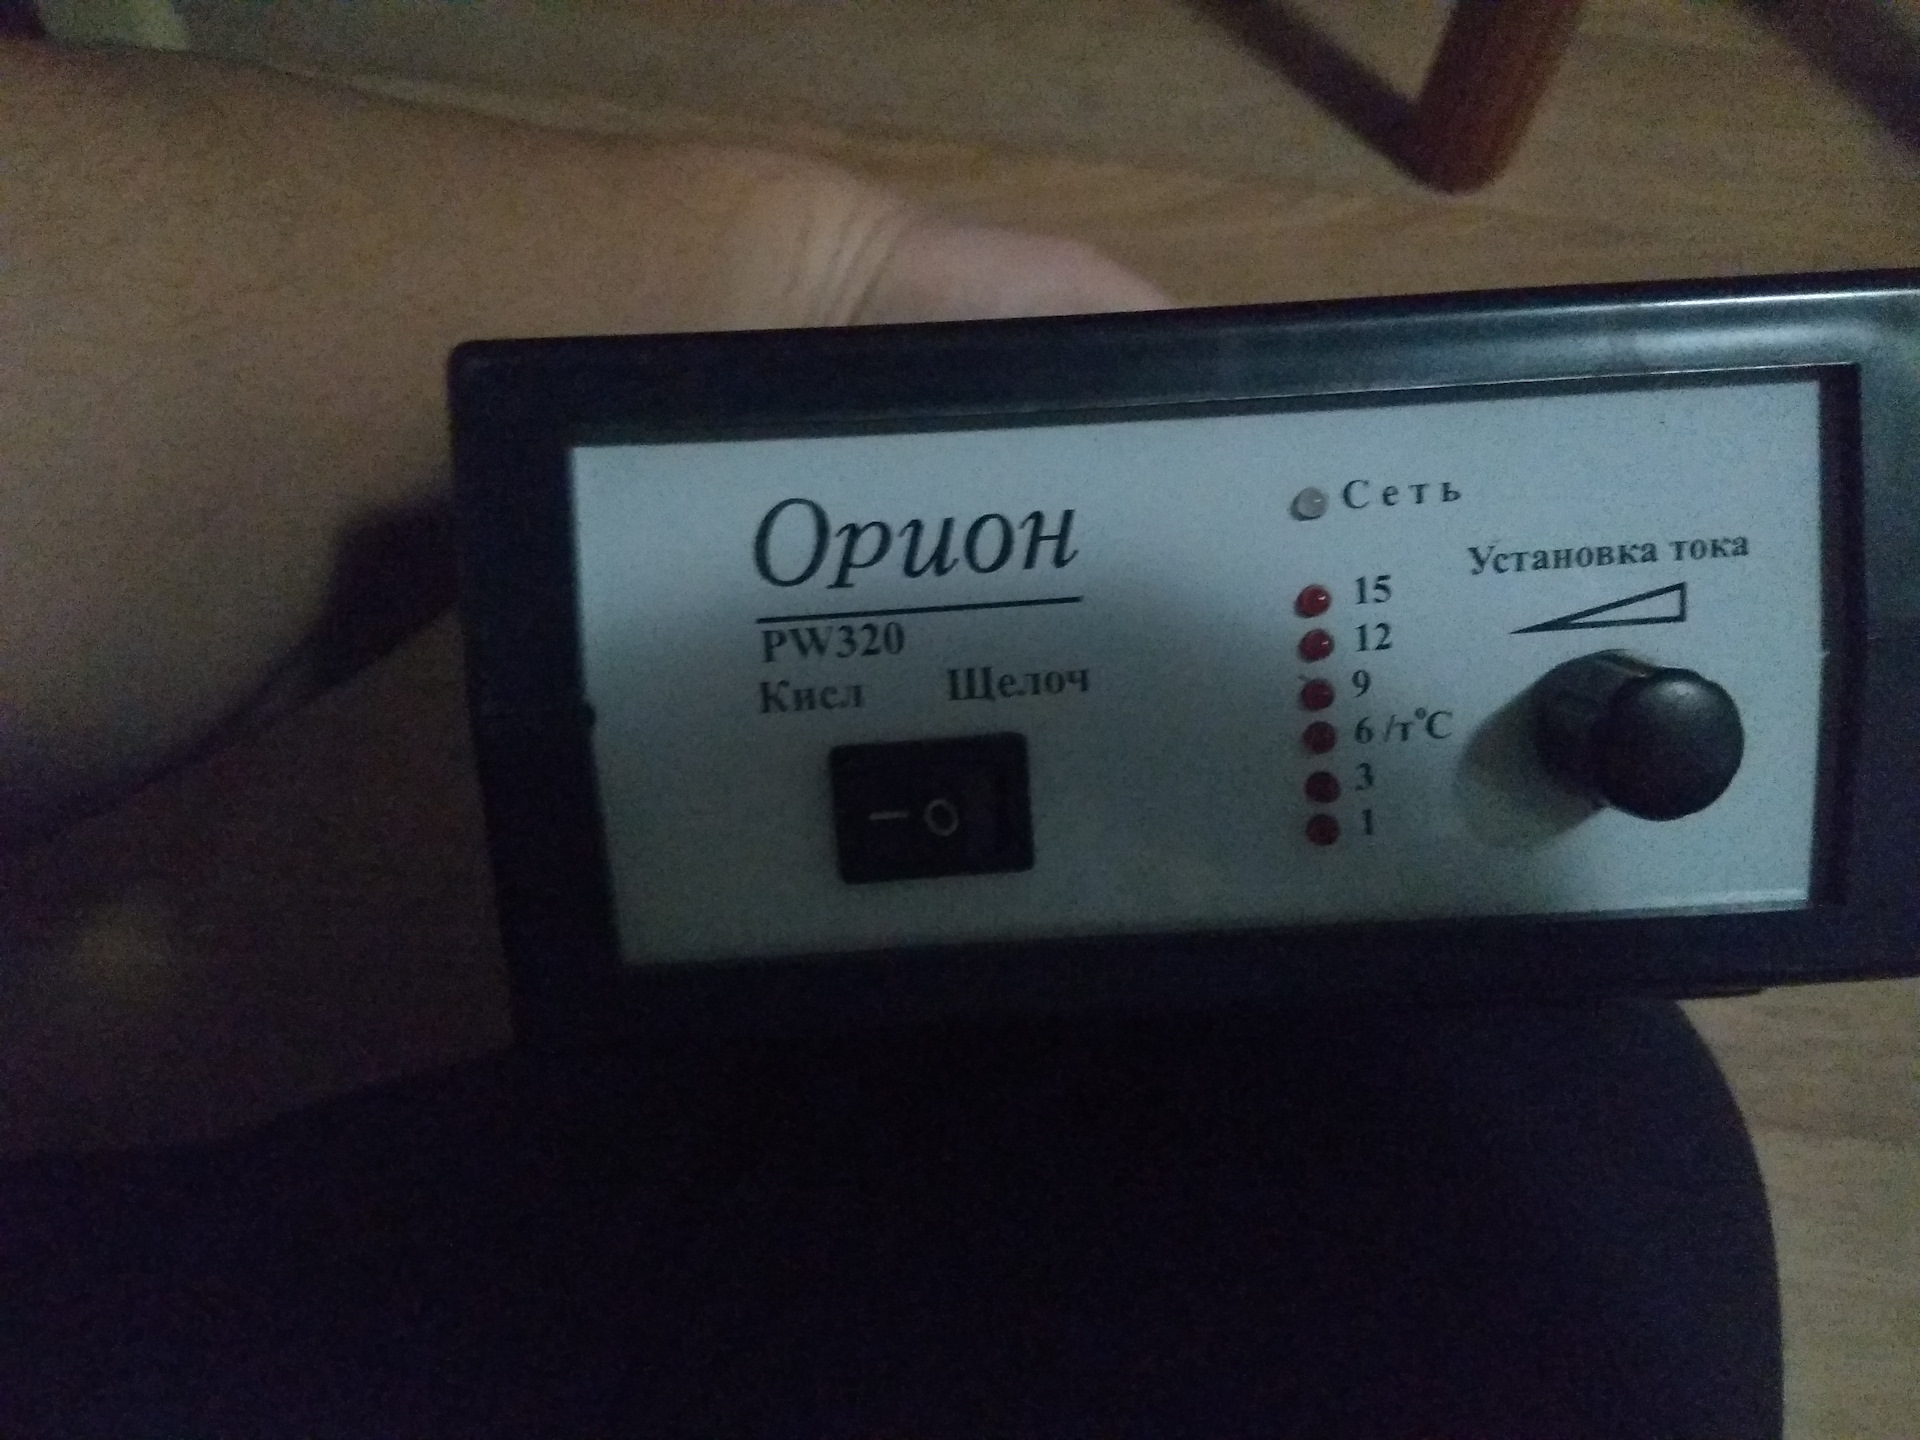 Орион
PW320
Кисл Щелоч
Сеть
Установка тока
15
12
9
6 /т°C
3
1